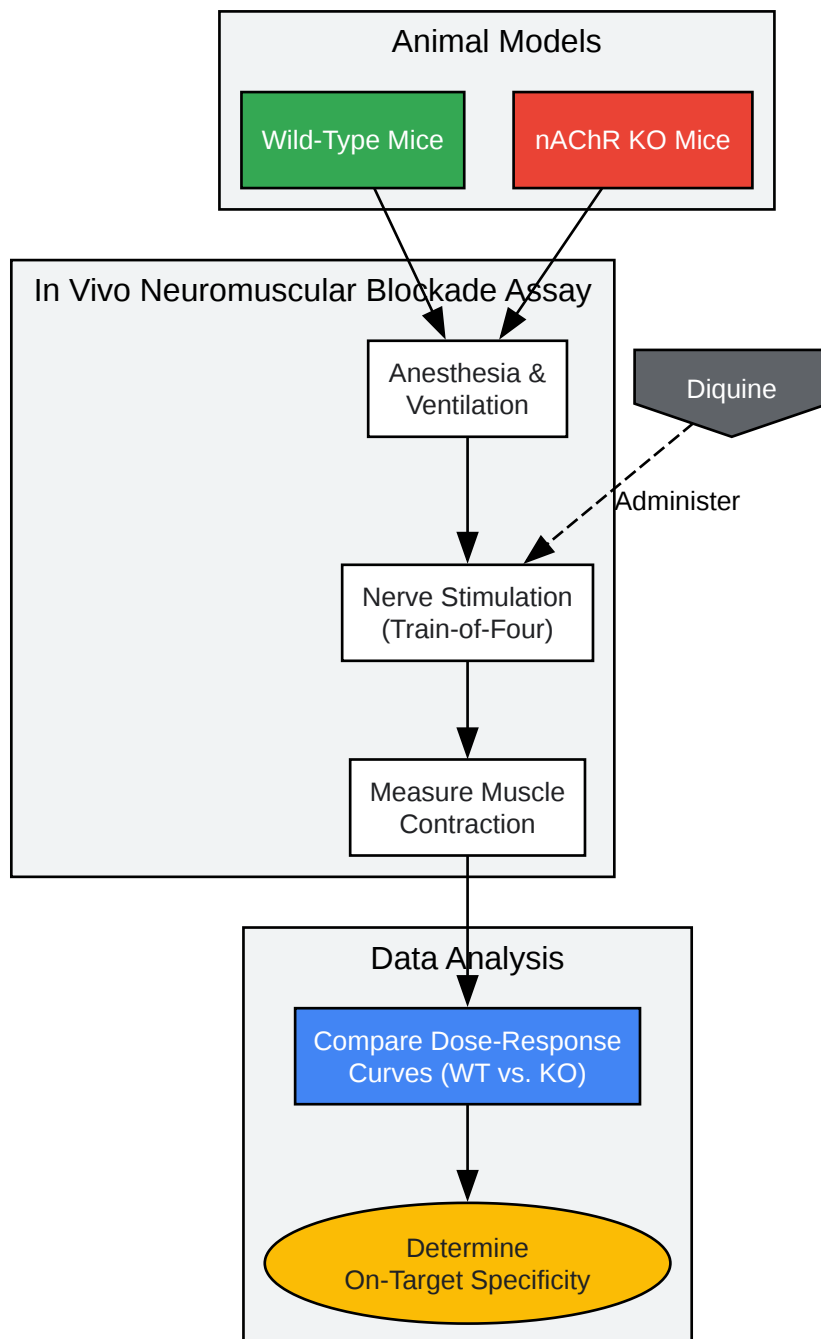 Animal Models
Wild-Type Mice
nAChR KO Mice
In Vivo Neuromuscular Blockade Assay
Anesthesia &
Ventilation
Diquine
Administer
Nerve Stimulation
(Train-of-Four)
Measure Muscle
Contraction
Data Analysis
Compare Dose-Response
Curves (WT vs. KO)
Determine
On-Target Specificity